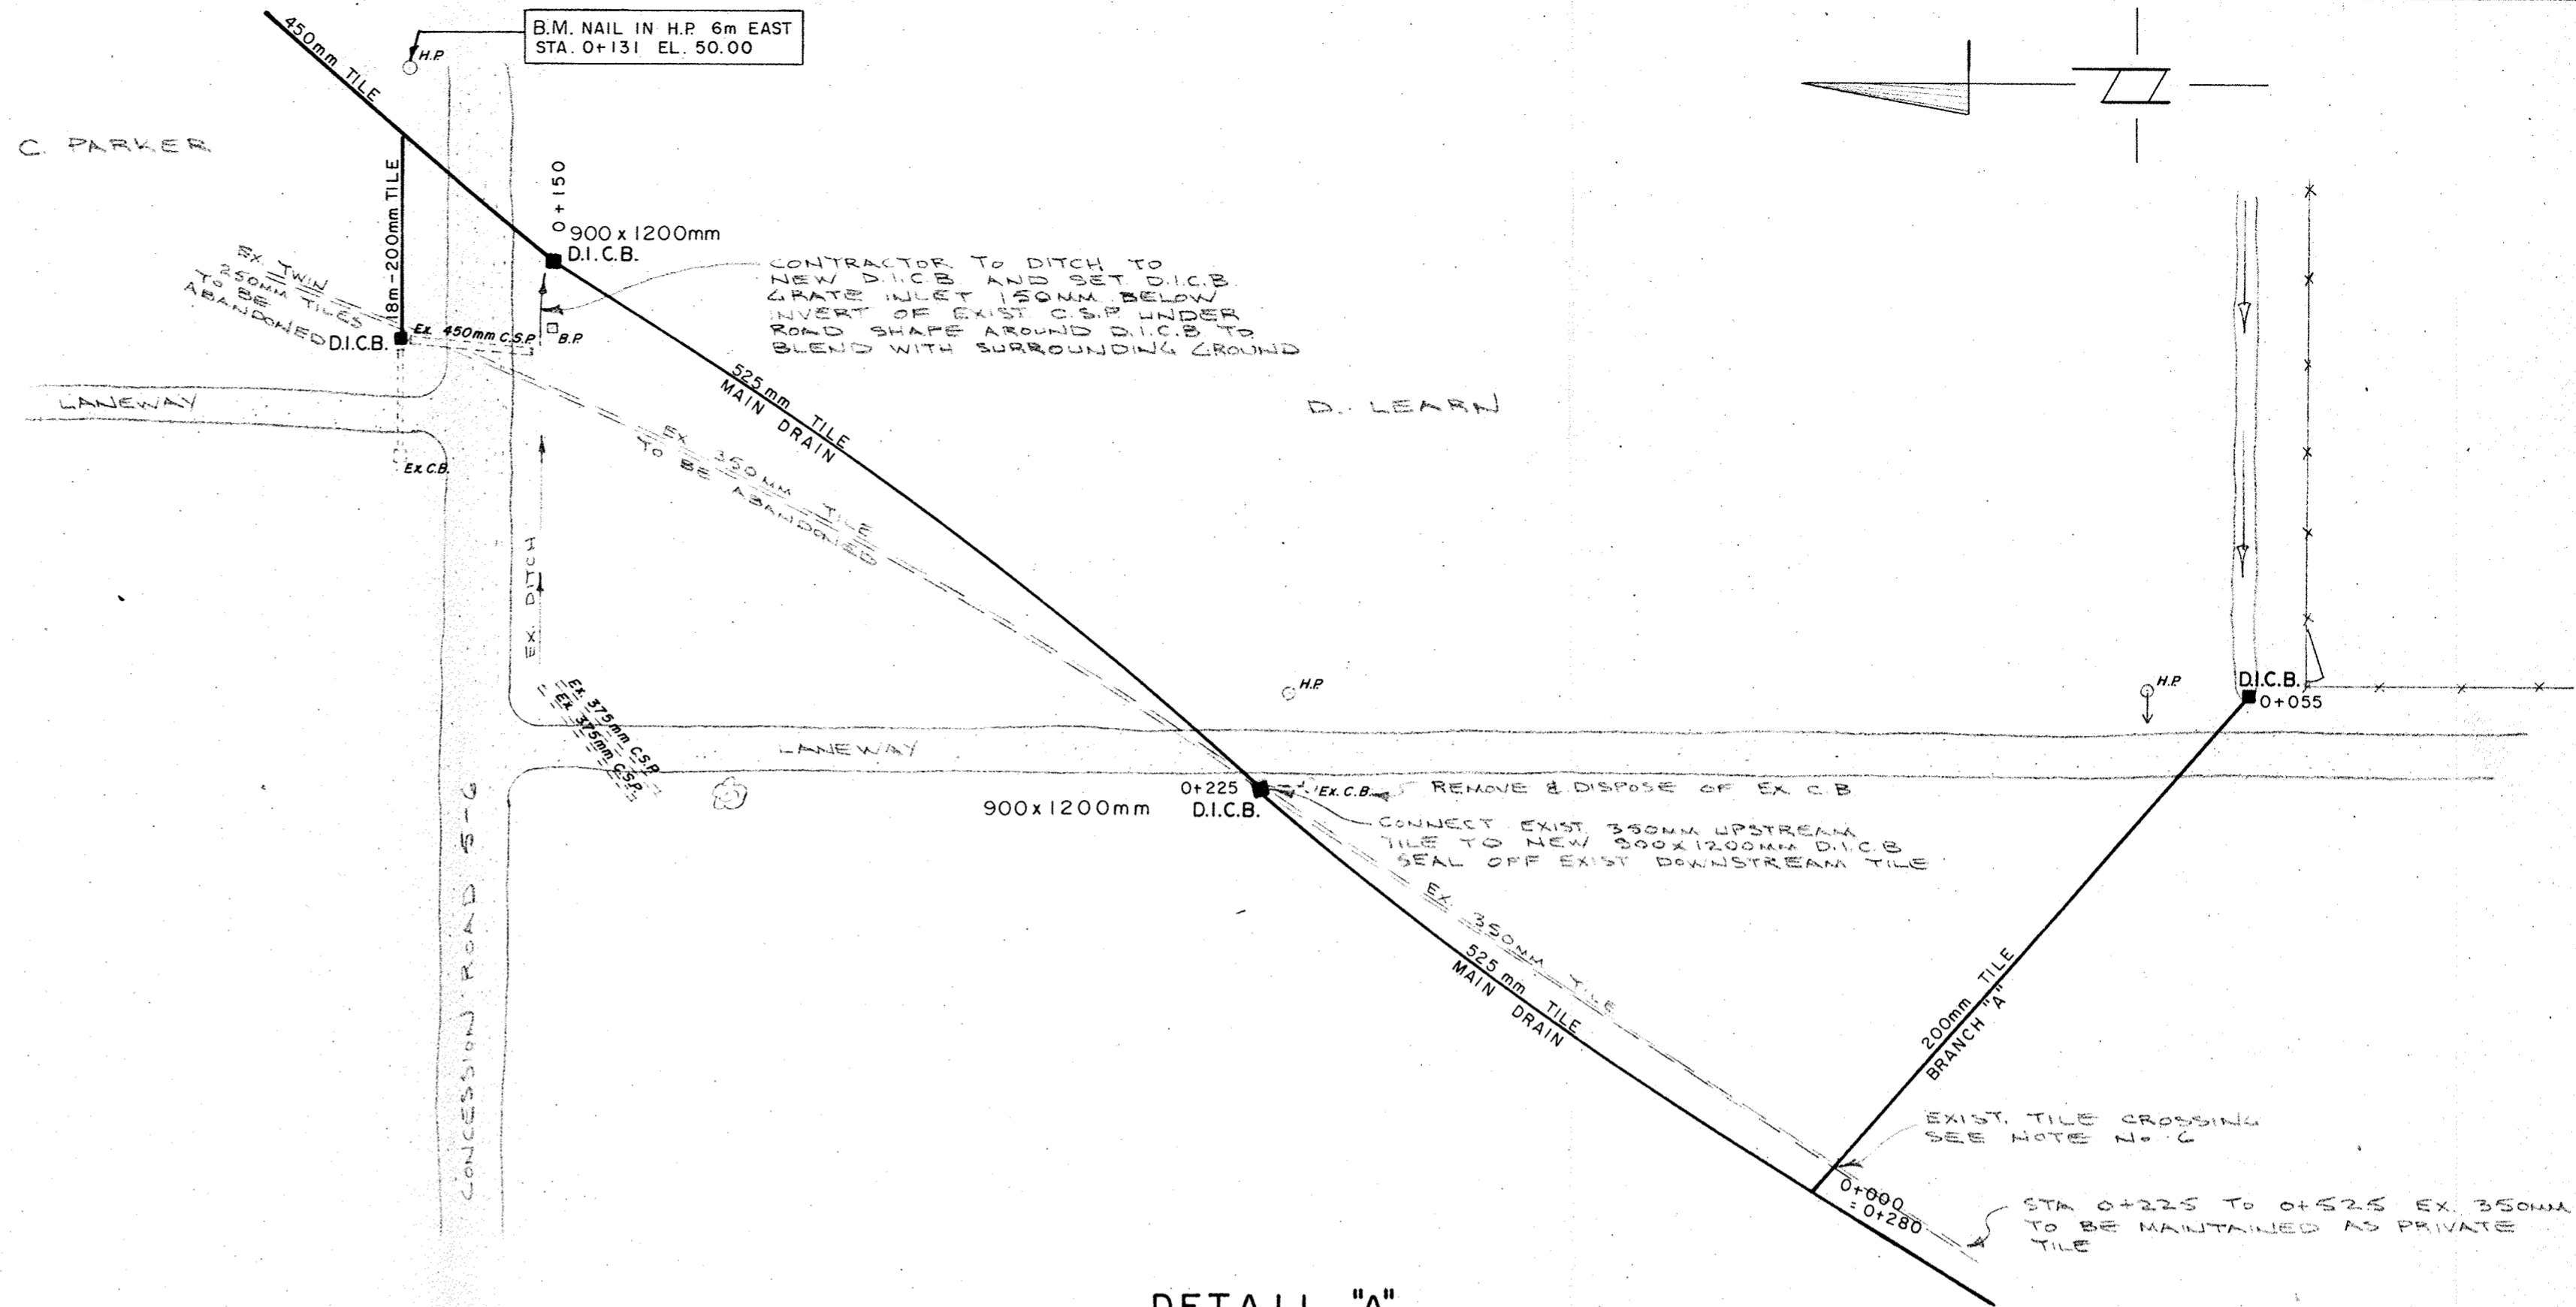 B.M. NAIL IN H.P. 6m EAST
STA. 0+131 EL. 50.00
450mm TILE
H.P.
C. PARKER
18m-200mm TILE
0+150
900 x 1200mm
D.I.C.B.
EX. TWIN
250MM TILES
TO BE
ABANDONED
D.I.C.B.
Ex. 450mm C.S.P.
B.P.
CONTRACTOR TO DITCH TO
NEW D.I.C.B AND SET D.I.C.B.
GRATE INLET 150MM BELOW
INVERT OF EXIST C.S.P. UNDER
ROAD SHAPE AROUND D.I.C.B TO
BLEND WITH SURROUNDING GROUND
LANEWAY
Ex. C.B.
525 mm TILE
MAIN DRAIN
D. LEARN
EX. 350MM TILE
TO BE ABANDONED
EX. DITCH
Ex. 375mm C.S.P.
Ex. 375mm C.S.P.
H.P.
H.P.
D.I.C.B.
0+055
LANEWAY
0+225
D.I.C.B.
900 x 1200mm
Ex. C.B.
REMOVE & DISPOSE OF EX C.B
CONNECT EXIST. 350MM UPSTREAM
TILE TO NEW 900X1200MM D.I.C.B
SEAL OFF EXIST DOWNSTREAM TILE
CONCESSION ROAD 5-6
EX. 350MM TILE
525 mm TILE
MAIN DRAIN
200mm TILE
BRANCH "A"
EXIST. TILE CROSSING
SEE NOTE No. 6
0+000
= 0+280
STA 0+225 TO 0+525 EX. 350MM
TO BE MAINTAINED AS PRIVATE
TILE
DETAIL "A"